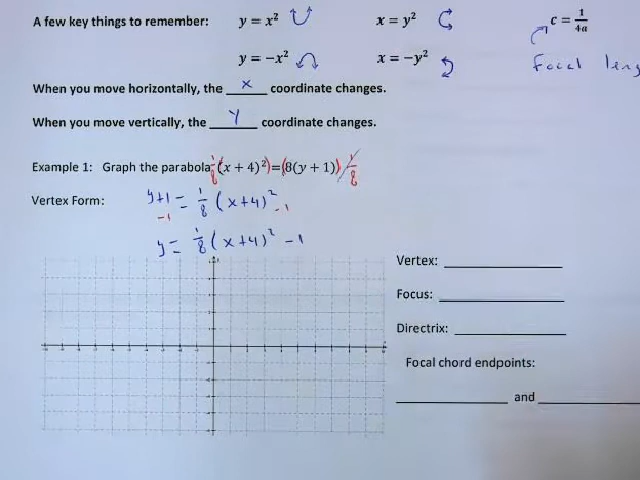 A few key things to remember: y = x² x = y² c = 1/4a
y = −x² x = −y² Focal
When you move horizontally, the x coordinate changes.
When you move vertically, the y coordinate changes.
Example 1: Graph the parabola 1/8 ((x + 4)²)=(8(y + 1)) 1/8
Vertex Form: y+1 = 1/8 (x+4)²
-1 -1
y = 1/8 (x+4)² - 1
Vertex:
Focus:
Directrix:
Focal chord endpoints:
and